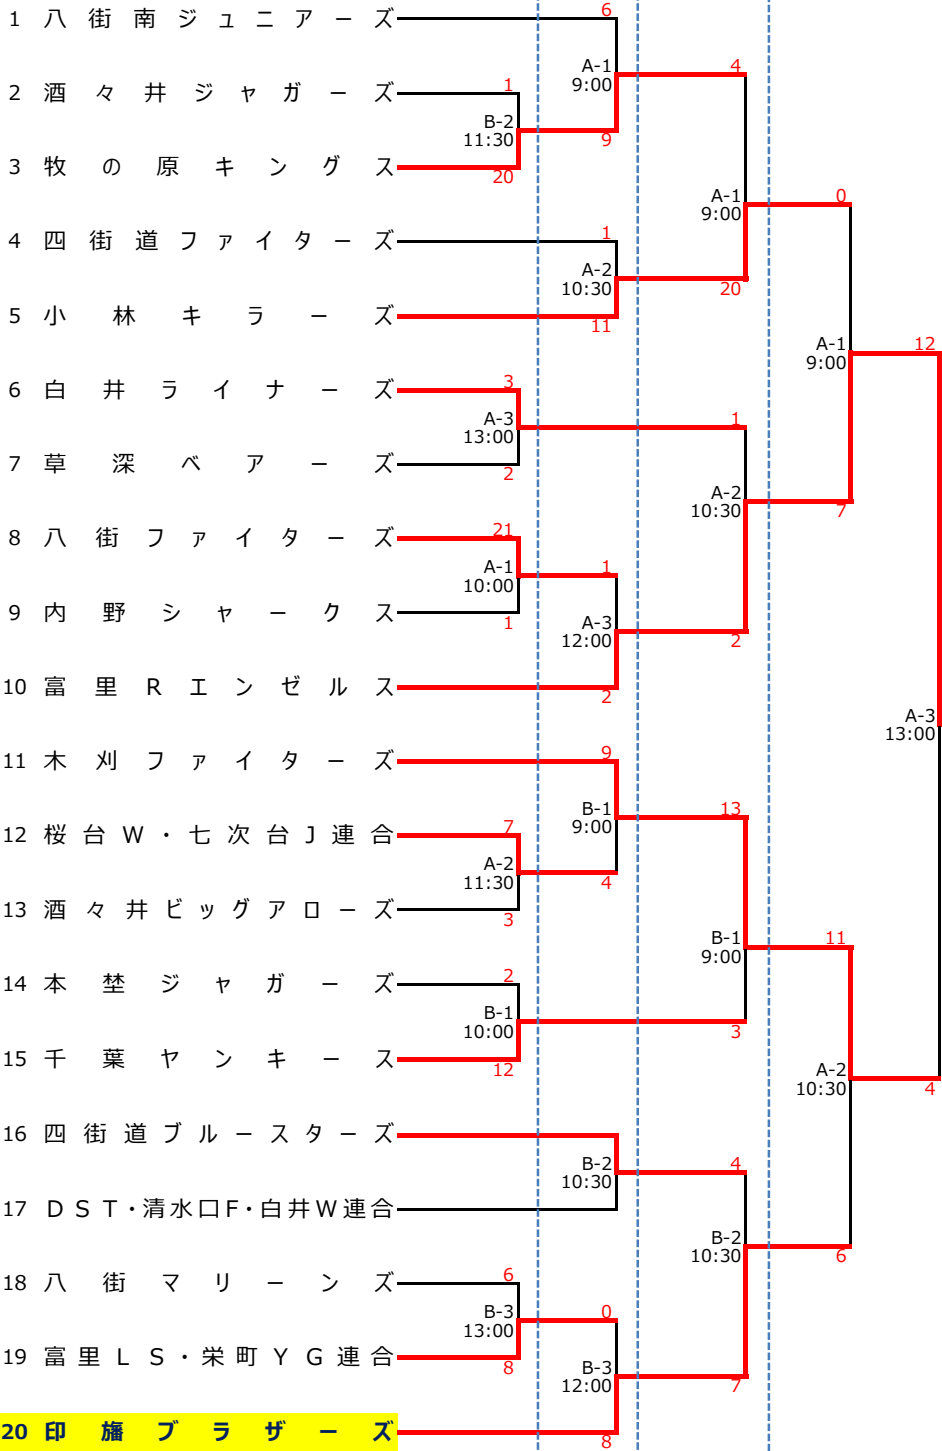 6
1 八街南ジュニアーズ
A-1
4
9:00
2 酒々井ジャガーズ
1
B-2
11:30
9
3 牧の原キングス
20
A-1
0
9:00
4 四街道ファイターズ
1
A-2
10:30
20
5 小林キラーズ
11
A-1
12
9:00
6 白井ライナーズ
3
A-3
1
13:00
7 草深ベアーズ
2
A-2
10:30
7
8 八街ファイターズ
21
A-1
1
10:00
9 内野シャークス
1
A-3
12:00
2
10 富里Rエンゼルス
2
A-3
13:00
11 木刈ファイターズ
9
B-1
13
9:00
12 桜台W・七次台J連合
7
A-2
11:30
4
13 酒々井ビッグアローズ
3
B-1
11
9:00
14 本埜ジャガーズ
2
B-1
10:00
3
15 千葉ヤンキース
12
A-2
10:30
4
16 四街道ブルースターズ
B-2
4
10:30
17 DST・清水口F・白井W連合
B-2
10:30
6
18 八街マリーンズ
6
B-3
0
13:00
19 富里LS・栄町YG連合
8
B-3
12:00
7
20 印旛ブラザーズ
8